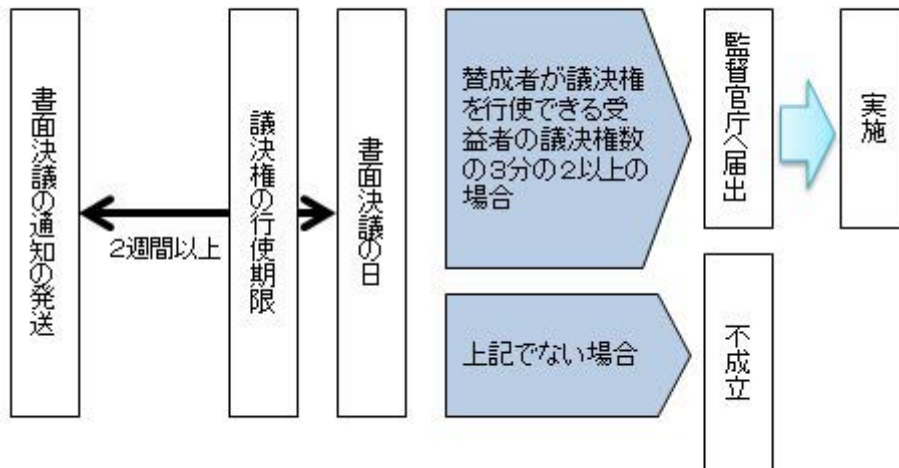 書面決議の通知の発送
2週間以上
議決権の行使期限
書面決議の日
賛成者が議決権
を行使できる受
益者の議決権数
の3分の2以上の
場合
監督官庁へ届出
実施
上記でない場合
不成立